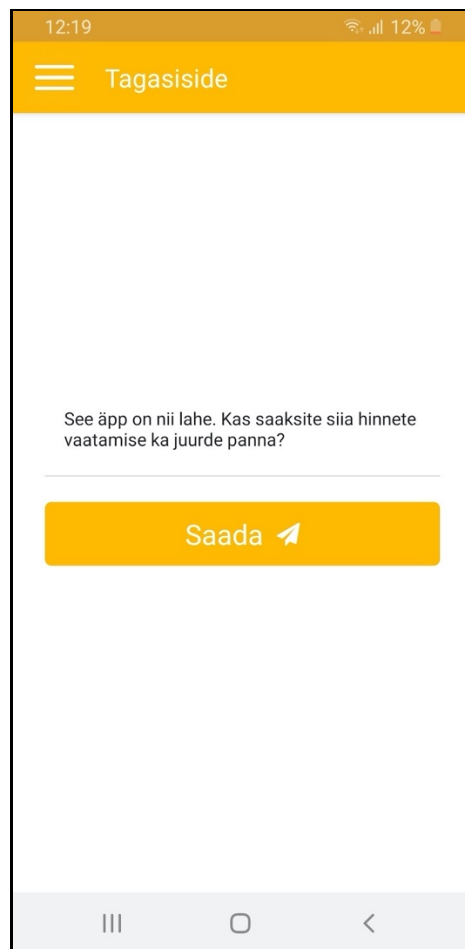 12:19 12%
Tagasiside
See äpp on nii lahe. Kas saaksite siia hinnete
vaatamise ka juurde panna?
Saada